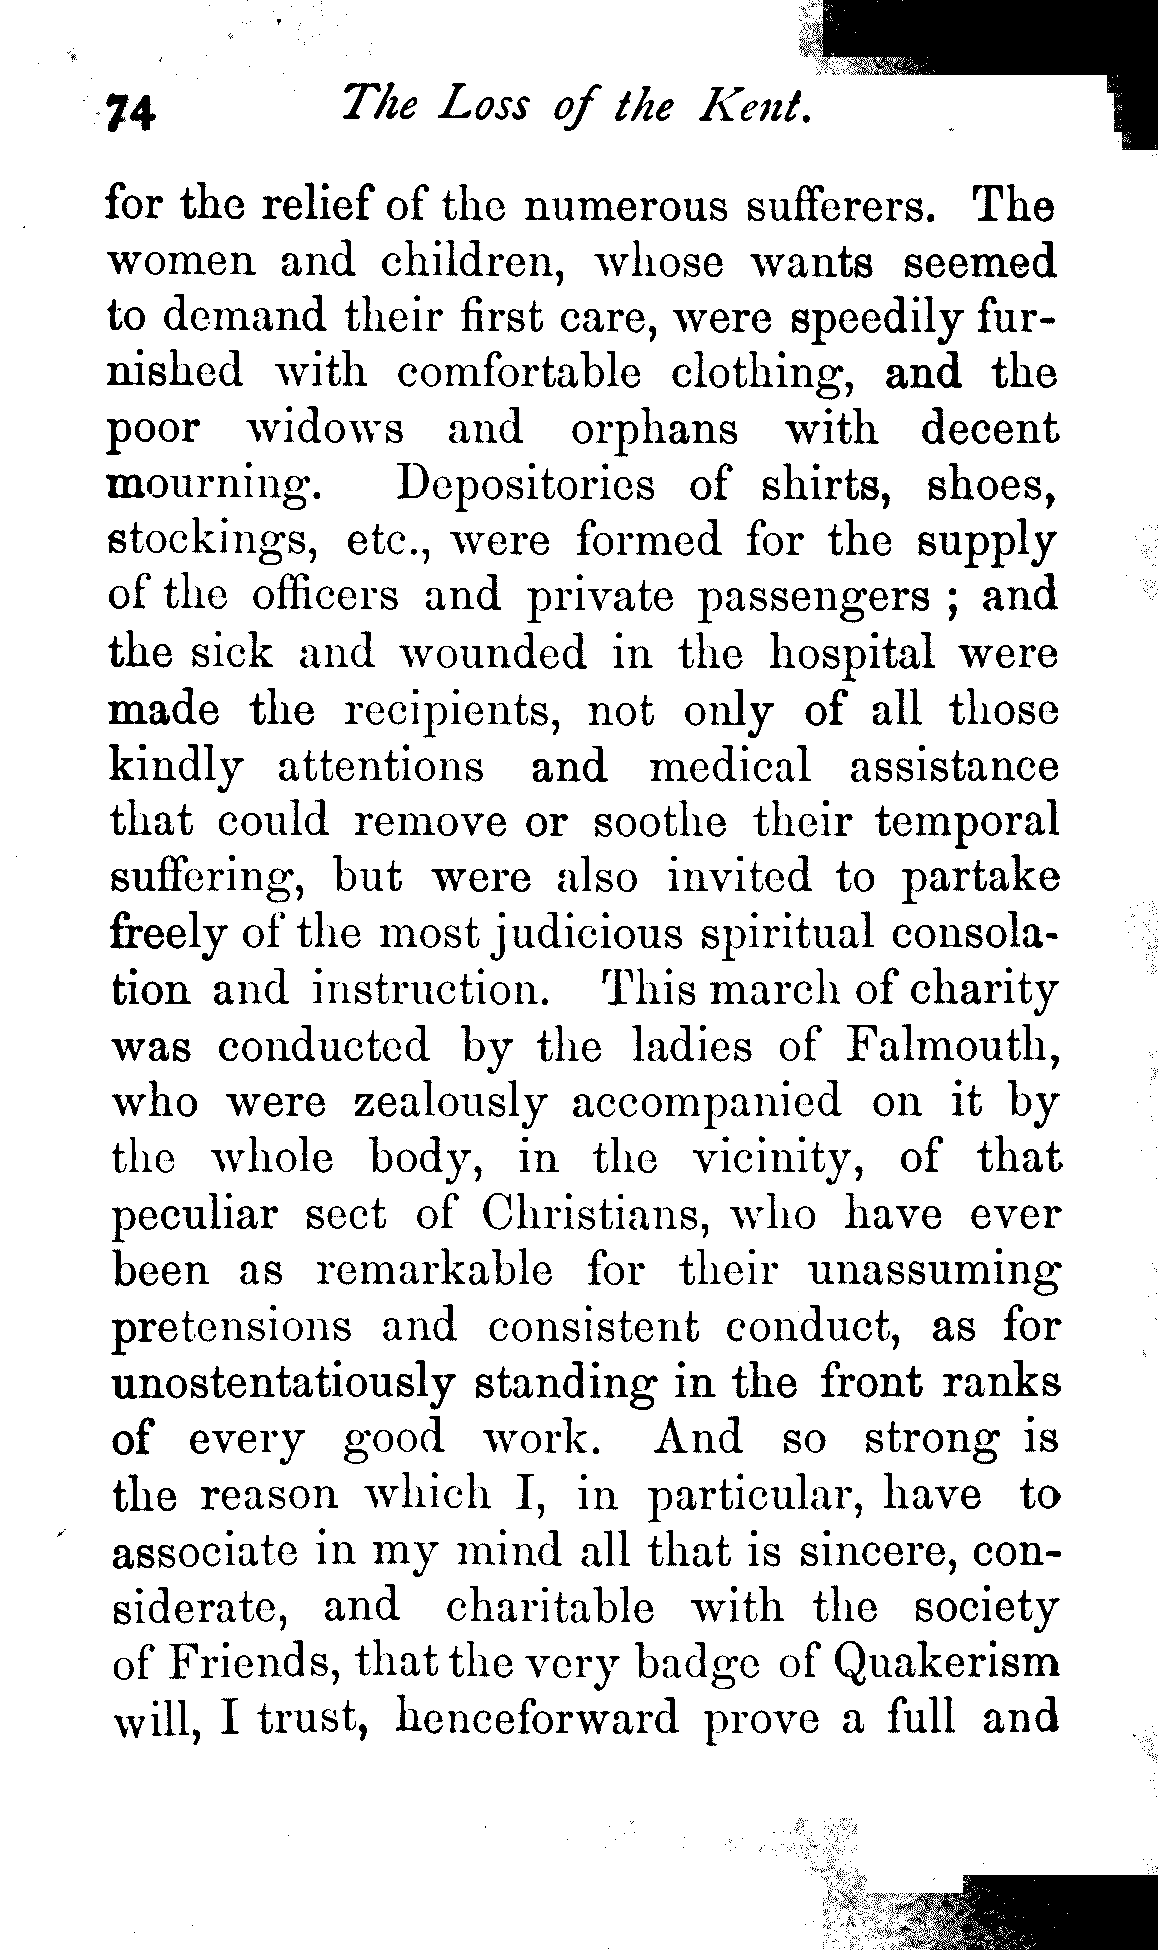 74 The Loss of the Kent.
for the relief of the numerous sufferers. The
women and children, whose wants seemed
to demand their first care, were speedily fur-
nished with comfortable clothing, and the
poor widows and orphans with decent
mourning. Depositories of shirts, shoes,
stockings, etc., were formed for the supply
of the officers and private passengers ; and
the sick and wounded in the hospital were
made the recipients, not only of all those
kindly attentions and medical assistance
that could remove or soothe their temporal
suffering, but were also invited to partake
freely of the most judicious spiritual consola-
tion and instruction. This march of charity
was conducted by the ladies of Falmouth,
who were zealously accompanied on it by
the whole body, in the vicinity, of that
peculiar sect of Christians, who have ever
been as remarkable for their unassuming
pretensions and consistent conduct, as for
unostentatiously standing in the front ranks
of every good work. And so strong is
the reason which I, in particular, have to
associate in my mind all that is sincere, con-
siderate, and charitable with the society
of Friends, that the very badge of Quakerism
will, I trust, henceforward prove a full and